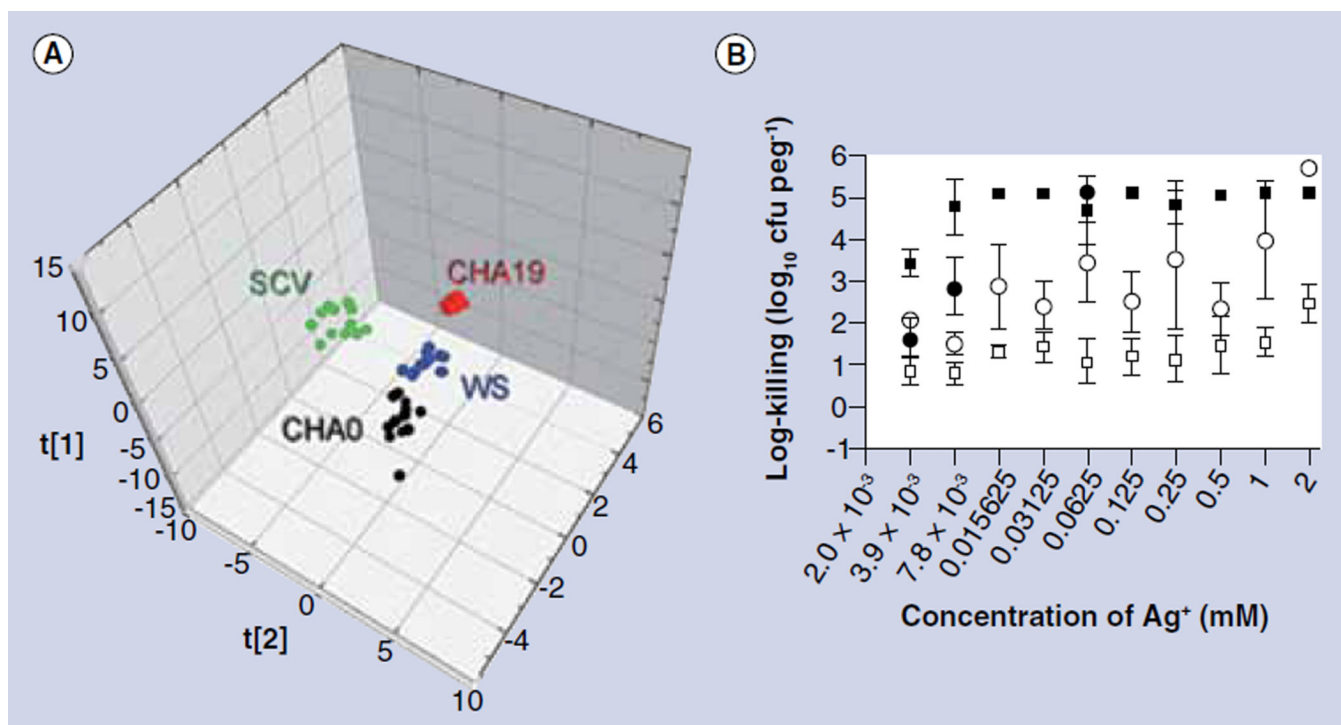 A
SCV
CHA19
WS
CHA0
15
10
5
0
-5
-10
-15
t[1]
-10
-5
0
5
10
t[2]
6
4
2
0
-2
-4
B
Log-killing (log₁₀ cfu peg⁻¹)
6
5
4
3
2
1
0
-1
2.0 × 10⁻³
3.9 × 10⁻³
7.8 × 10⁻³
0.015625
0.03125
0.0625
0.125
0.25
0.5
1
2
Concentration of Ag⁺ (mM)